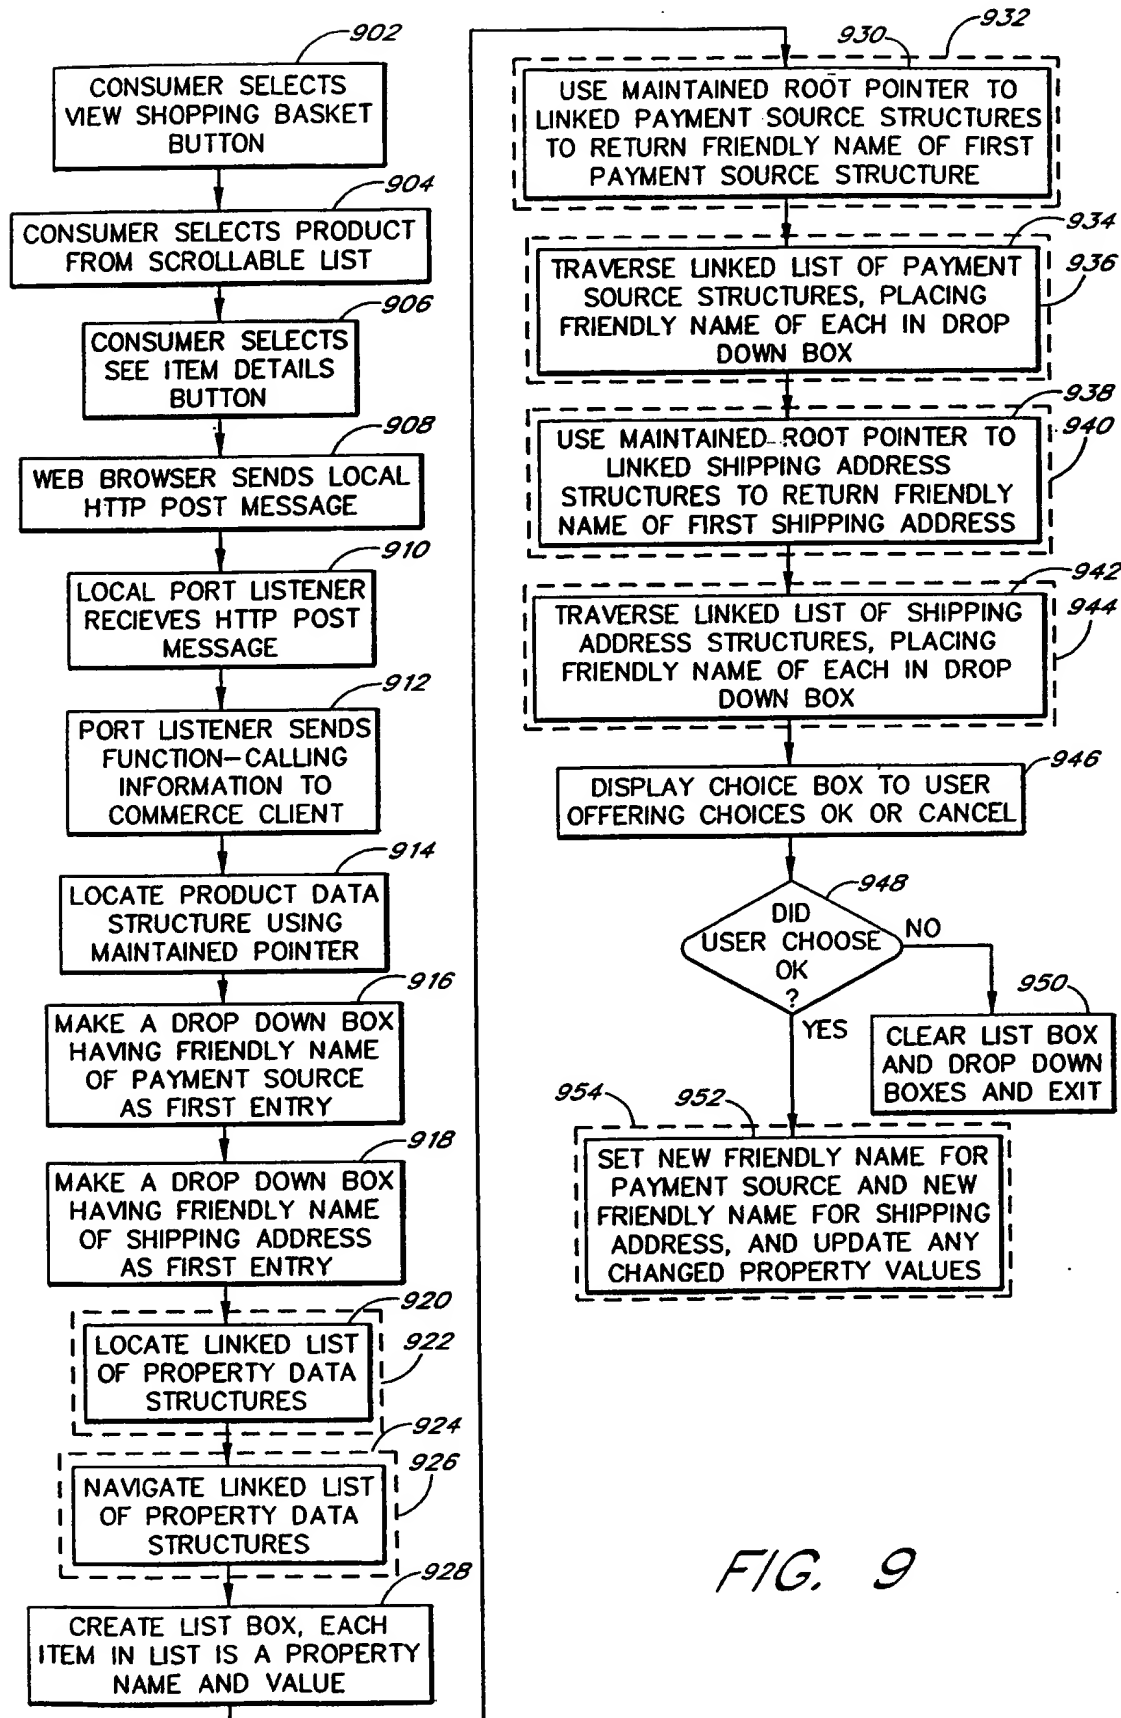 902
CONSUMER SELECTS
VIEW SHOPPING BASKET
BUTTON
904
CONSUMER SELECTS PRODUCT
FROM SCROLLABLE LIST
906
CONSUMER SELECTS
SEE ITEM DETAILS
BUTTON
908
WEB BROWSER SENDS LOCAL
HTTP POST MESSAGE
910
LOCAL PORT LISTENER
RECIEVES HTTP POST
MESSAGE
912
PORT LISTENER SENDS
FUNCTION-CALLING
INFORMATION TO
COMMERCE CLIENT
914
LOCATE PRODUCT DATA
STRUCTURE USING
MAINTAINED POINTER
916
MAKE A DROP DOWN BOX
HAVING FRIENDLY NAME
OF PAYMENT SOURCE
AS FIRST ENTRY
918
MAKE A DROP DOWN BOX
HAVING FRIENDLY NAME
OF SHIPPING ADDRESS
AS FIRST ENTRY
920
922
LOCATE LINKED LIST
OF PROPERTY DATA
STRUCTURES
924
926
NAVIGATE LINKED LIST
OF PROPERTY DATA
STRUCTURES
928
CREATE LIST BOX, EACH
ITEM IN LIST IS A PROPERTY
NAME AND VALUE
930
932
USE MAINTAINED ROOT POINTER TO
LINKED PAYMENT SOURCE STRUCTURES
TO RETURN FRIENDLY NAME OF FIRST
PAYMENT SOURCE STRUCTURE
934
936
TRAVERSE LINKED LIST OF PAYMENT
SOURCE STRUCTURES, PLACING
FRIENDLY NAME OF EACH IN DROP
DOWN BOX
938
940
USE MAINTAINED ROOT POINTER TO
LINKED SHIPPING ADDRESS
STRUCTURES TO RETURN FRIENDLY
NAME OF FIRST SHIPPING ADDRESS
942
944
TRAVERSE LINKED LIST OF SHIPPING
ADDRESS STRUCTURES, PLACING
FRIENDLY NAME OF EACH IN DROP
DOWN BOX
946
DISPLAY CHOICE BOX TO USER
OFFERING CHOICES OK OR CANCEL
948
DID
USER CHOOSE
OK
?
NO
YES
950
CLEAR LIST BOX
AND DROP DOWN
BOXES AND EXIT
954
952
SET NEW FRIENDLY NAME FOR
PAYMENT SOURCE AND NEW
FRIENDLY NAME FOR SHIPPING
ADDRESS, AND UPDATE ANY
CHANGED PROPERTY VALUES
FIG. 9